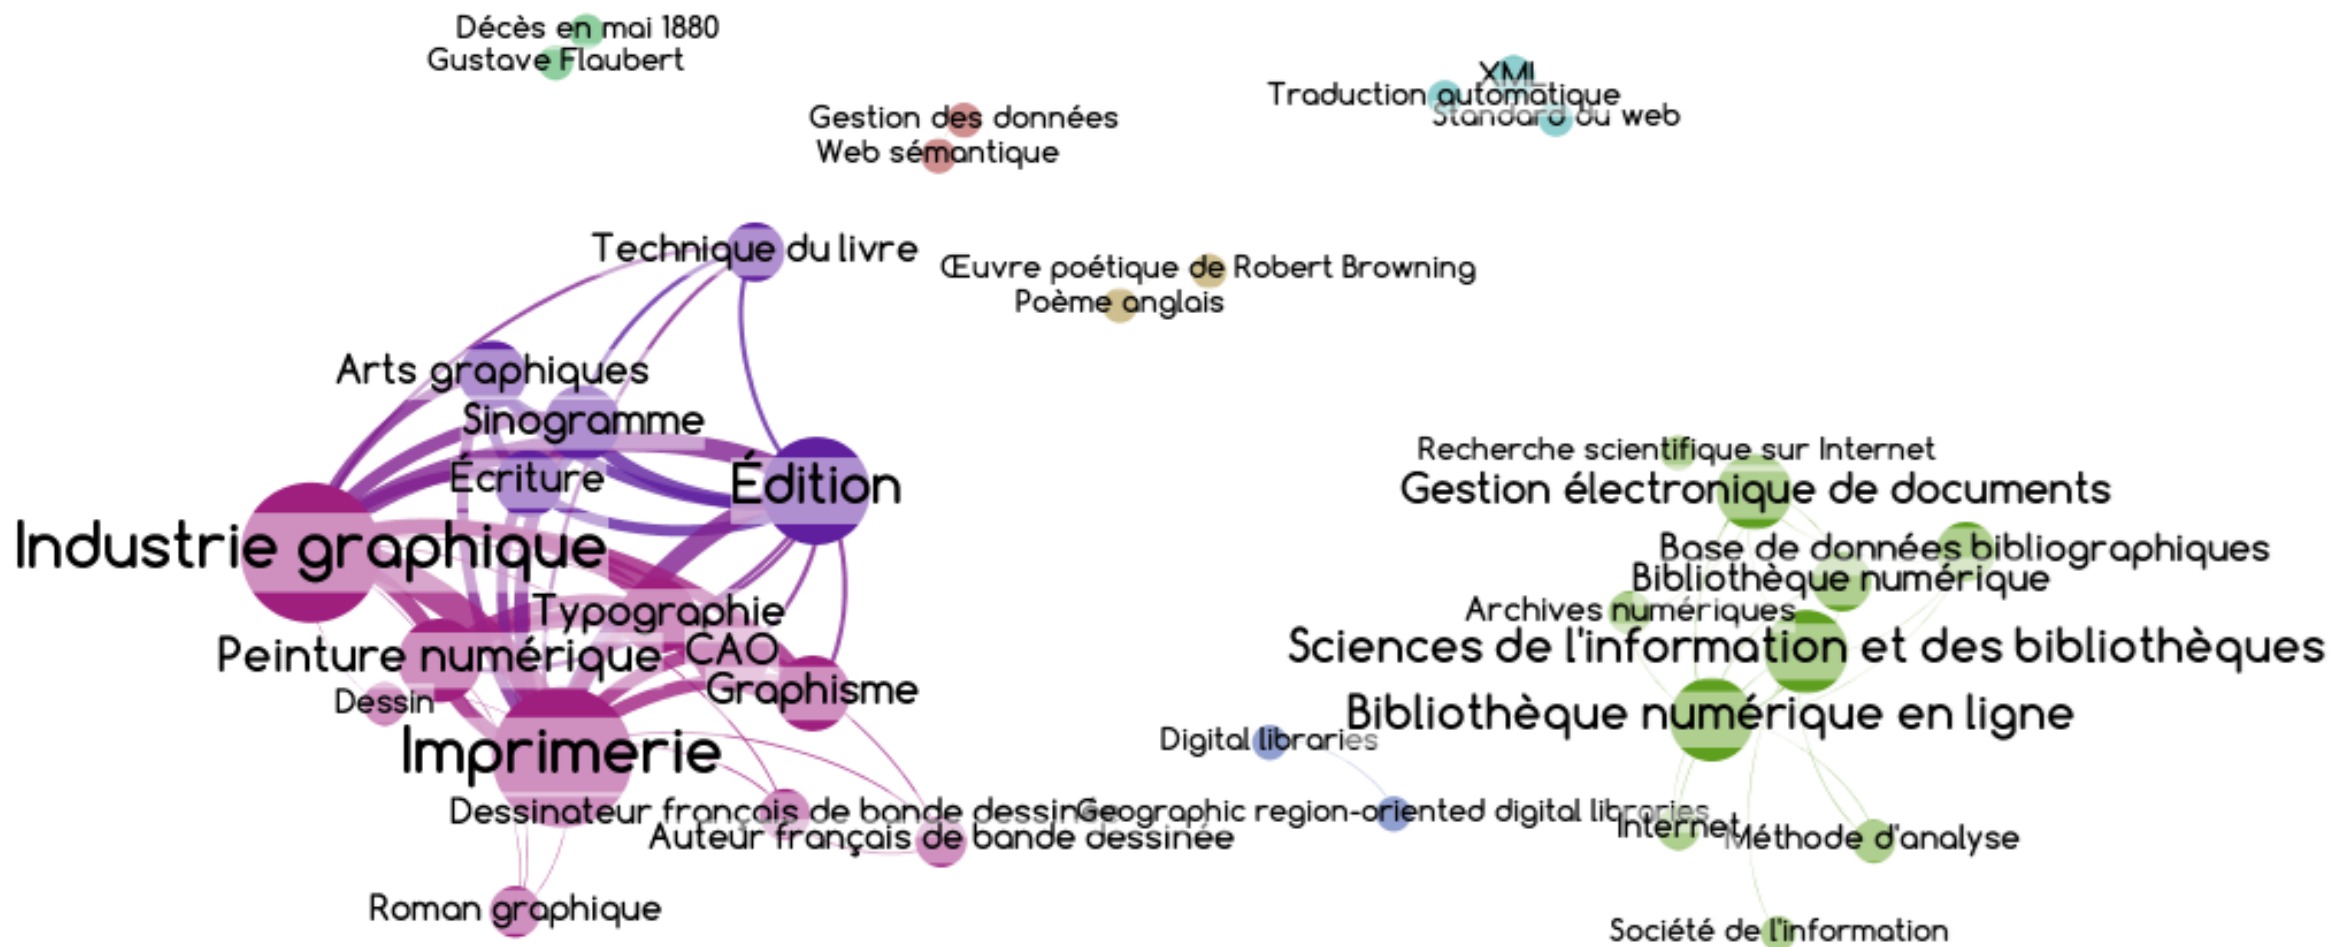 Décès en mai 1880
Gustave Flaubert
XML
Traduction automatique
Standard du web
Gestion des données
Web sémantique
Technique du livre
Œuvre poétique de Robert Browning
Poème anglais
Arts graphiques
Sinogramme
Écriture
Édition
Industrie graphique
Typographie
CAO
Peinture numérique
Graphisme
Dessin
Imprimerie
Dessinateur français de bande dessinée
Auteur français de bande dessinée
Roman graphique
Recherche scientifique sur Internet
Gestion électronique de documents
Base de données bibliographiques
Bibliothèque numérique
Archives numériques
Sciences de l'information et des bibliothèques
Bibliothèque numérique en ligne
Digital libraries
Geographic region-oriented digital libraries
Internet
Méthode d'analyse
Société de l'information